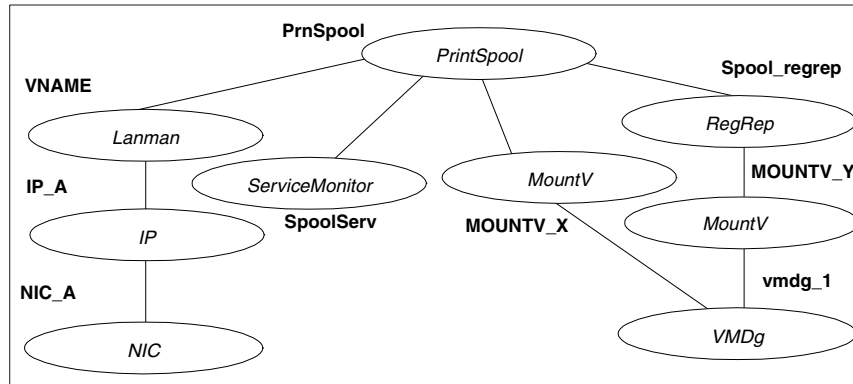 PrnSpool
PrintSpool
VNAME
Spool_regrep
Lanman
RegRep
IP_A
ServiceMonitor
MountV
MOUNTV_Y
SpoolServ
MOUNTV_X
IP
MountV
NIC_A
vmdg_1
NIC
VMDg